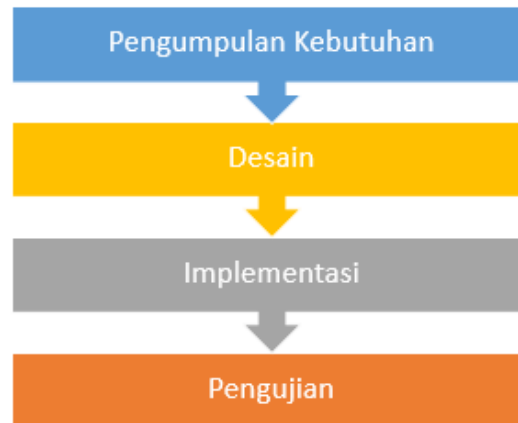 Pengumpulan Kebutuhan
Desain
Implementasi
Pengujian